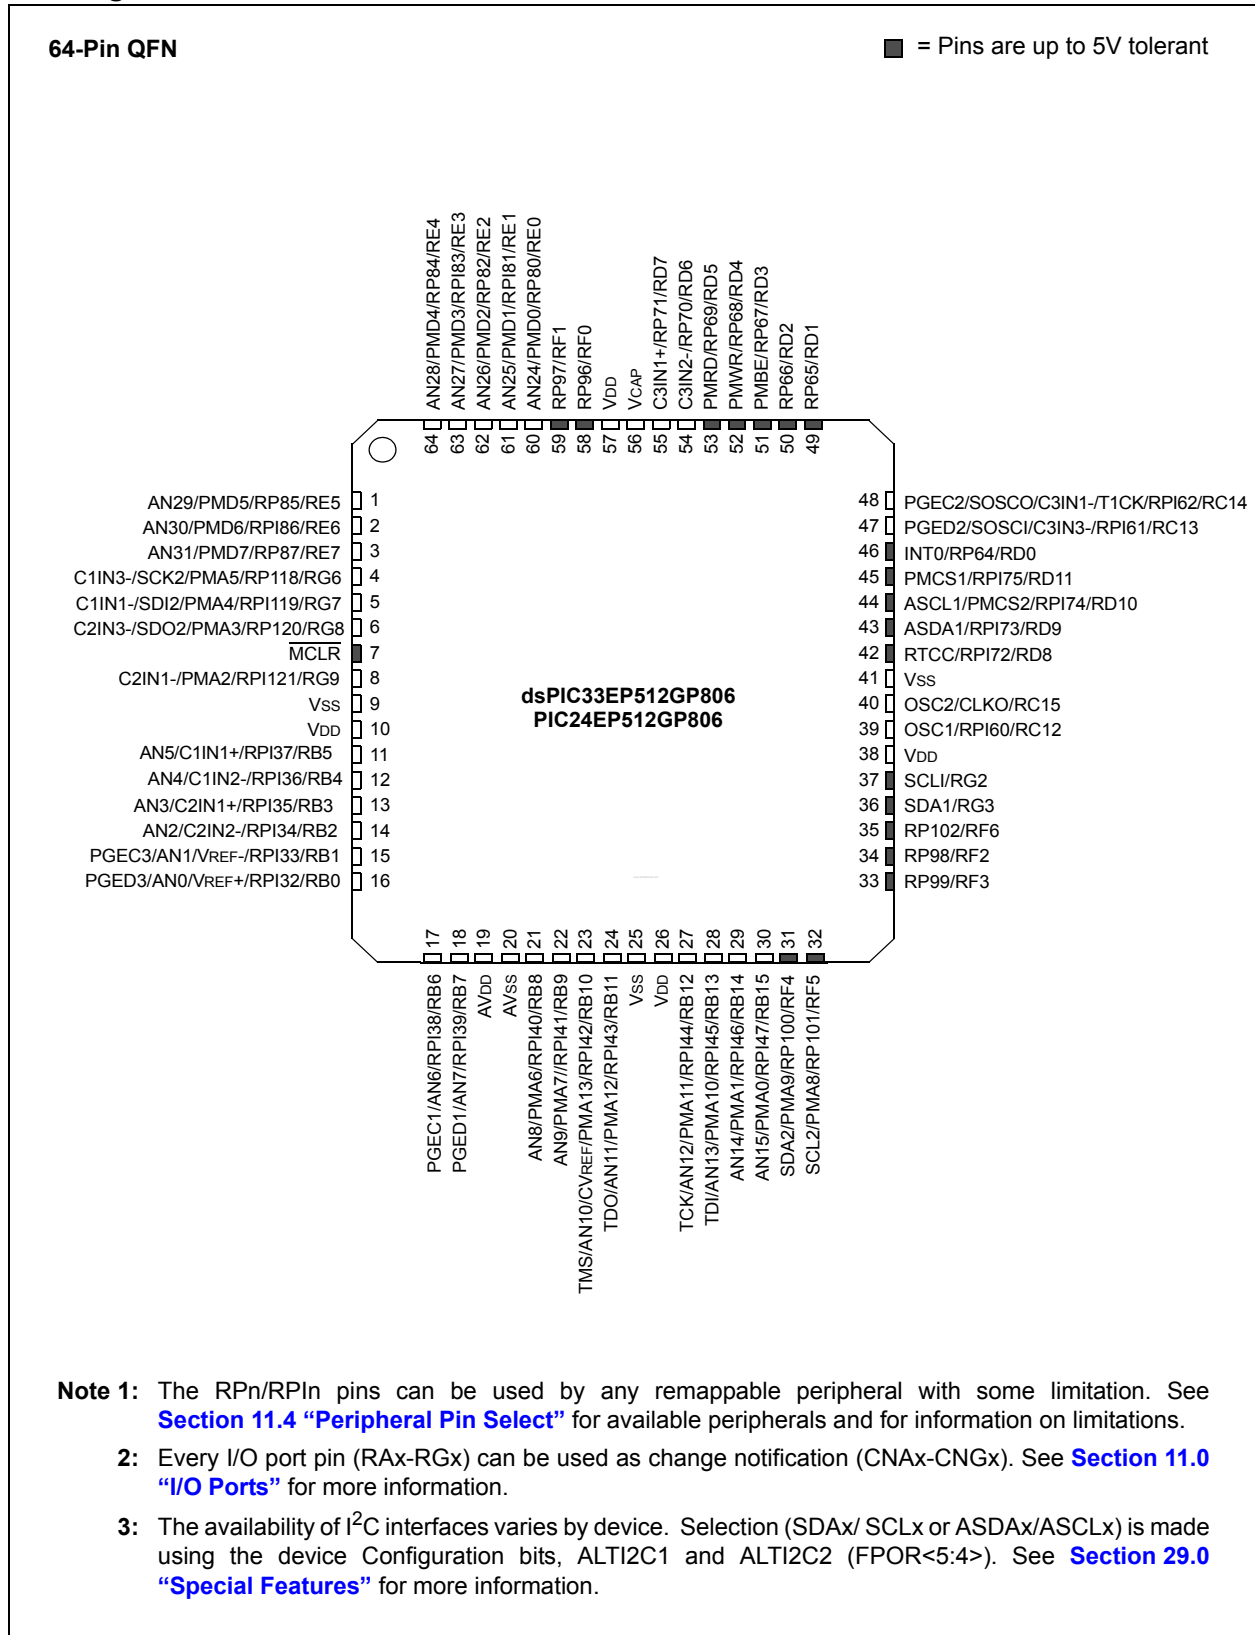 64-Pin QFN
= Pins are up to 5V tolerant
AN28/PMD4/RP84/RE4
AN27/PMD3/RPI83/RE3
AN26/PMD2/RP82/RE2
AN25/PMD1/RPI81/RE1
AN24/PMD0/RP80/RE0
RP97/RF1
RP96/RF0
VDD
VCAP
C3IN1+/RP71/RD7
C3IN2-/RP70/RD6
PMRD/RP69/RD5
PMWR/RP68/RD4
PMBE/RP67/RD3
RP66/RD2
RP65/RD1
64 63 62 61 60 59 58 57 56 55 54 53 52 51 50 49
AN29/PMD5/RP85/RE5 1
AN30/PMD6/RPI86/RE6 2
AN31/PMD7/RP87/RE7 3
C1IN3-/SCK2/PMA5/RP118/RG6 4
C1IN1-/SDI2/PMA4/RPI119/RG7 5
C2IN3-/SDO2/PMA3/RP120/RG8 6
MCLR 7
C2IN1-/PMA2/RPI121/RG9 8
VSS 9
VDD 10
AN5/C1IN1+/RPI37/RB5 11
AN4/C1IN2-/RPI36/RB4 12
AN3/C2IN1+/RPI35/RB3 13
AN2/C2IN2-/RPI34/RB2 14
PGEC3/AN1/VREF-/RPI33/RB1 15
PGED3/AN0/VREF+/RPI32/RB0 16
dsPIC33EP512GP806
PIC24EP512GP806
48 PGEC2/SOSCO/C3IN1-/T1CK/RPI62/RC14
47 PGED2/SOSCI/C3IN3-/RPI61/RC13
46 INT0/RP64/RD0
45 PMCS1/RPI75/RD11
44 ASCL1/PMCS2/RPI74/RD10
43 ASDA1/RPI73/RD9
42 RTCC/RPI72/RD8
41 VSS
40 OSC2/CLKO/RC15
39 OSC1/RPI60/RC12
38 VDD
37 SCLI/RG2
36 SDA1/RG3
35 RP102/RF6
34 RP98/RF2
33 RP99/RF3
17 18 19 20 21 22 23 24 25 26 27 28 29 30 31 32
PGEC1/AN6/RPI38/RB6
PGED1/AN7/RPI39/RB7
AVDD
AVSS
AN8/PMA6/RPI40/RB8
AN9/PMA7//RPI41/RB9
TMS/AN10/CVREF/PMA13/RPI42/RB10
TDO/AN11/PMA12/RPI43/RB11
VSS
VDD
TCK/AN12/PMA11/RPI44/RB12
TDI/AN13/PMA10/RPI45/RB13
AN14/PMA1/RPI46/RB14
AN15/PMA0/RPI47/RB15
SDA2/PMA9/RP100/RF4
SCL2/PMA8/RP101/RF5
Note 1: The RPn/RPIn pins can be used by any remappable peripheral with some limitation. See
Section 11.4 “Peripheral Pin Select” for available peripherals and for information on limitations.
2: Every I/O port pin (RAx-RGx) can be used as change notification (CNAx-CNGx). See Section 11.0
“I/O Ports” for more information.
3: The availability of I2C interfaces varies by device. Selection (SDAx/ SCLx or ASDAx/ASCLx) is made
using the device Configuration bits, ALTI2C1 and ALTI2C2 (FPOR<5:4>). See Section 29.0
“Special Features” for more information.